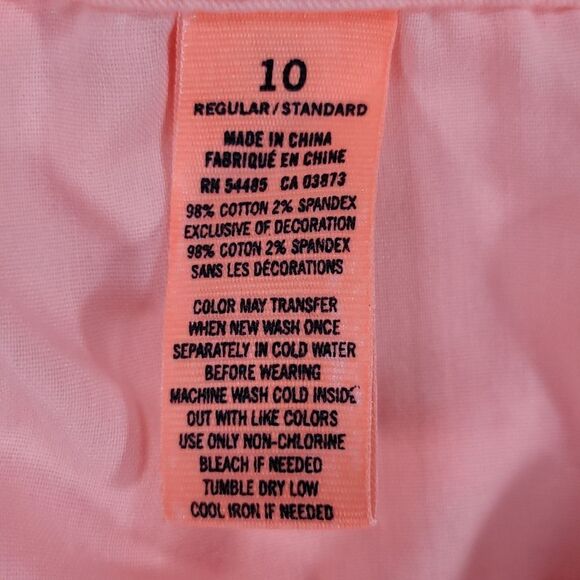 10
REGULAR/STANDARD
MADE IN CHINA
FABRIQUÉ EN CHINE
RN 54485 CA 03873
98% COTTON 2% SPANDEX
EXCLUSIVE OF DECORATION
98% COTON 2% SPANDEX
SANS LES DÉCORATIONS
COLOR MAY TRANSFER
WHEN NEW WASH ONCE
SEPARATELY IN COLD WATER
BEFORE WEARING
MACHINE WASH COLD INSIDE
OUT WITH LIKE COLORS
USE ONLY NON-CHLORINE
BLEACH IF NEEDED
TUMBLE DRY LOW
COOL IRON IF NEEDED